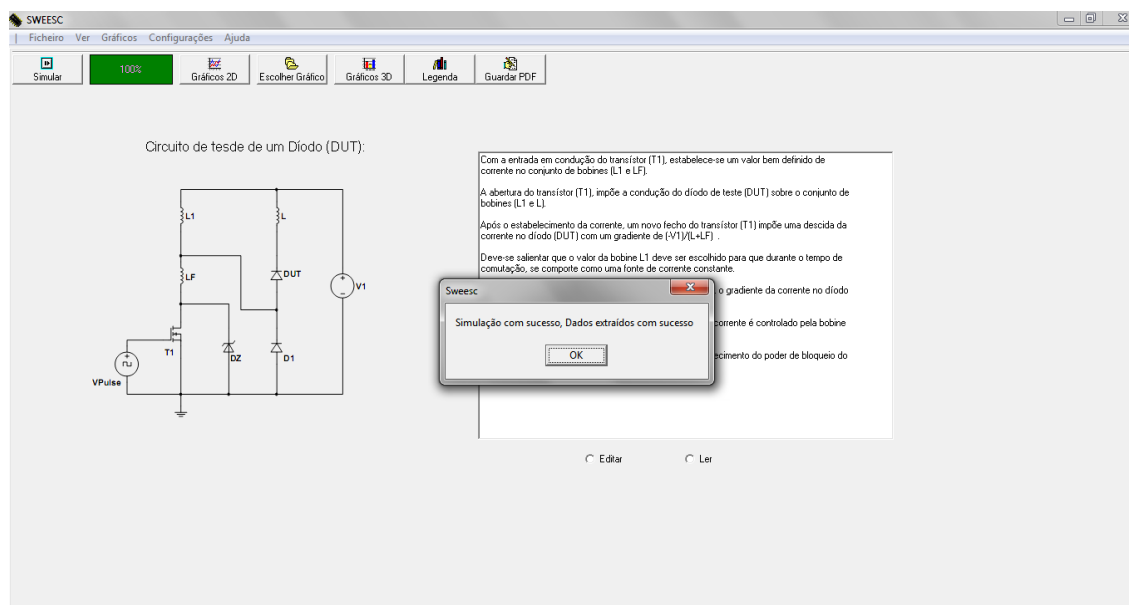 SWEESC
Ficheiro Ver Gráficos Configurações Ajuda
Simular
100%
Gráficos 2D
Escolher Gráfico
Gráficos 3D
Legenda
Guardar PDF
Circuito de tesde de um Díodo (DUT):
L1
L
LF
DUT
V1
T1
DZ
D1
VPulse
Com a entrada em condução do transístor (T1), estabelece-se um valor bem definido de
corrente no conjunto de bobines (L1 e LF).
A abertura do transístor (T1), impõe a condução do díodo de teste (DUT) sobre o conjunto de
bobines (L1 e L).
Após o estabelecimento da corrente, um novo fecho do transístor (T1) impõe uma descida da
corrente no díodo (DUT) com um gradiente de (-V1)/(L+LF) .
Deve-se salientar que o valor da bobine L1 deve ser escolhido para que durante o tempo de
comutação, se comporte como uma fonte de corrente constante.
o gradiente da corrente no díodo
corrente é controlado pela bobine
ecimento do poder de bloqueio do
Sweesc
Simulação com sucesso, Dados extraídos com sucesso
OK
Editar
Ler